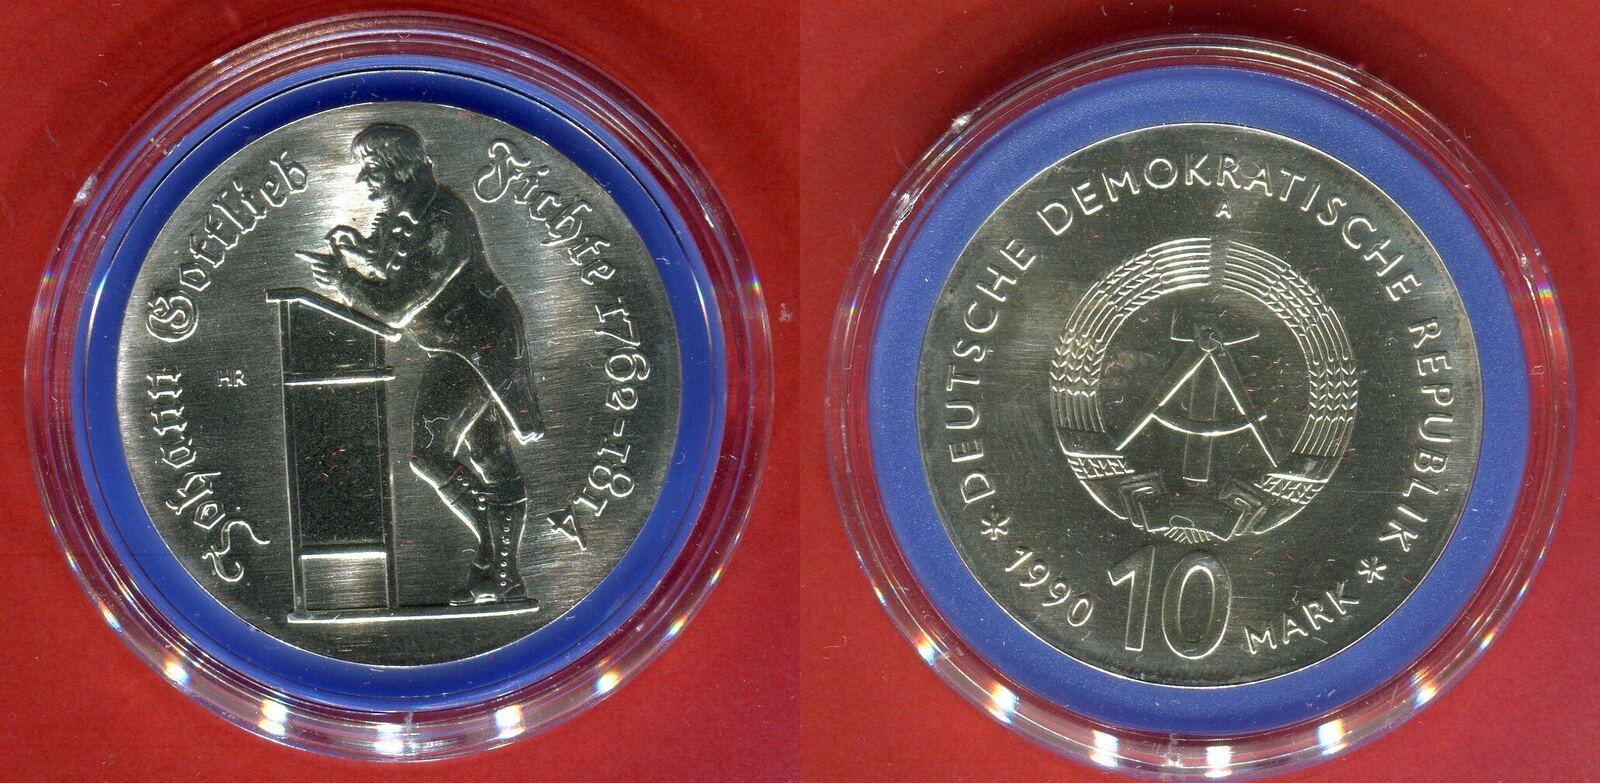 Johann Gottlieb
Fichte 1762-1814
HR
DEUTSCHE DEMOKRATISCHE REPUBLIK
A
* 1990 10 MARK *